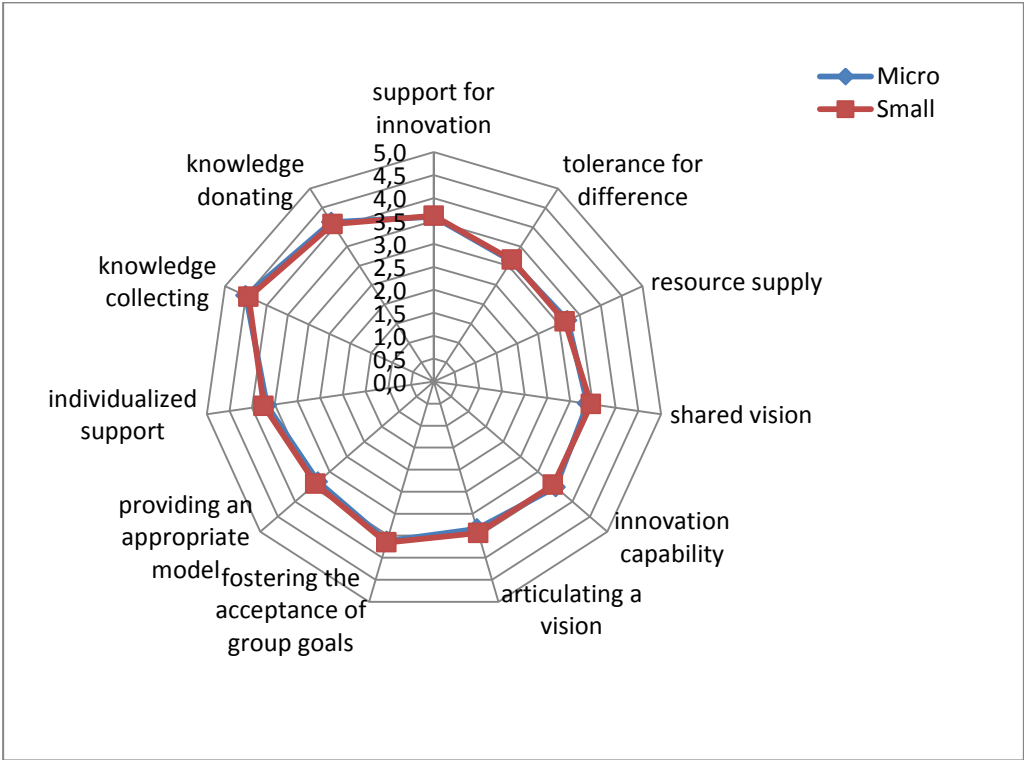 Micro
Small
support for
innovation
tolerance for
difference
resource supply
shared vision
innovation
capability
articulating a
vision
fostering the
acceptance of
group goals
providing an
appropriate
model
individualized
support
knowledge
collecting
knowledge
donating
5,0
4,5
4,0
3,5
3,0
2,5
2,0
1,5
1,0
0,5
0,0